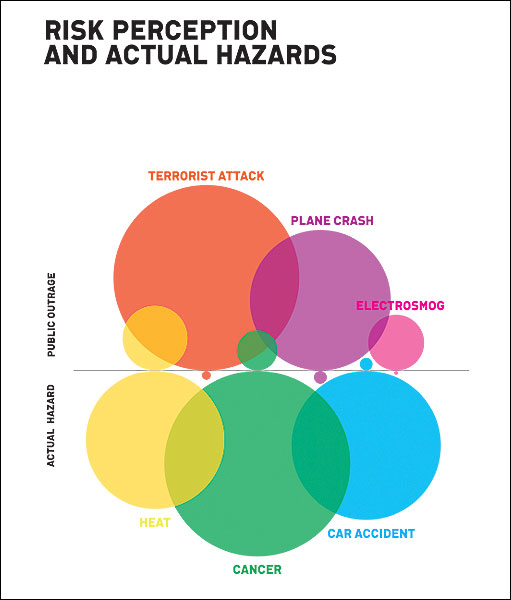 RISK PERCEPTION
AND ACTUAL HAZARDS
TERRORIST ATTACK
PLANE CRASH
ELECTROSMOG
PUBLIC OUTRAGE
ACTUAL HAZARD
HEAT
CAR ACCIDENT
CANCER